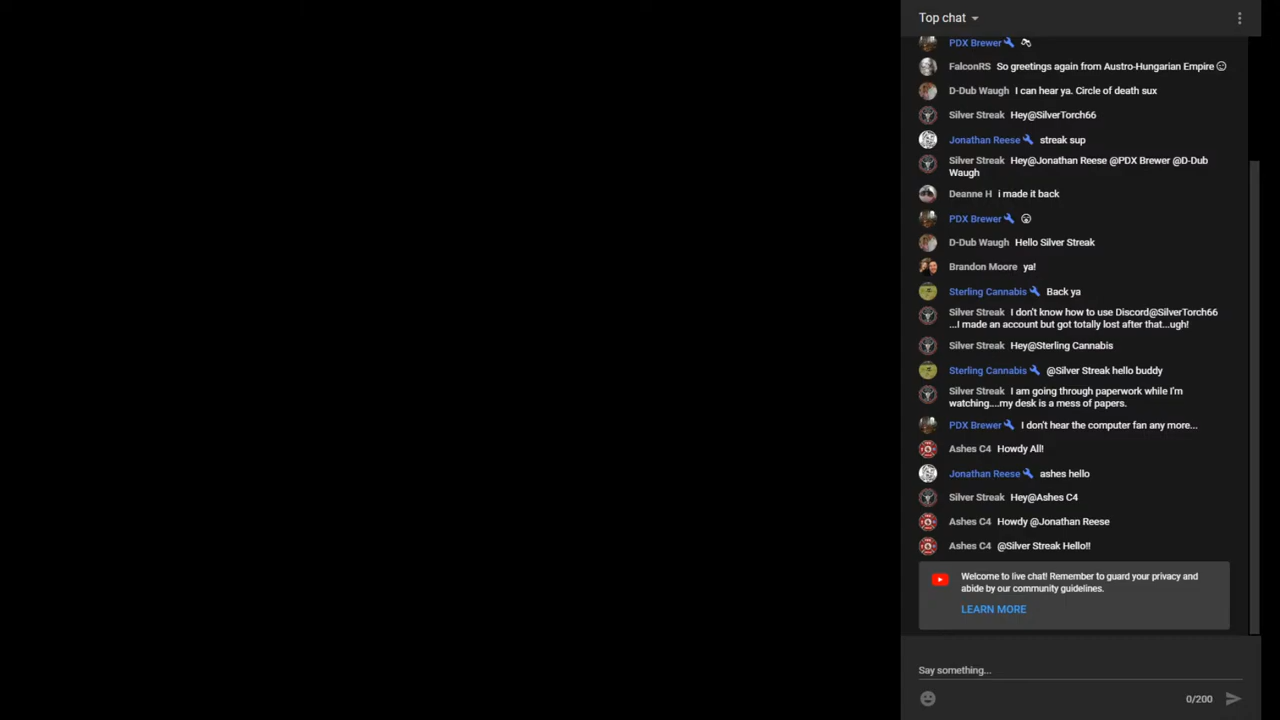 Top chat
PDX Brewer
FalconRS So greetings again from Austro-Hungarian Empire
D-Dub Waugh I can hear ya. Circle of death sux
Silver Streak Hey@SilverTorch66
Jonathan Reese streak sup
Silver Streak Hey@Jonathan Reese @PDX Brewer @D-Dub
Waugh
Deanne H i made it back
PDX Brewer
D-Dub Waugh Hello Silver Streak
Brandon Moore ya!
Sterling Cannabis Back ya
Silver Streak I don't know how to use Discord@SilverTorch66
...I made an account but got totally lost after that...ugh!
Silver Streak Hey@Sterling Cannabis
Sterling Cannabis @Silver Streak hello buddy
Silver Streak I am going through paperwork while I'm
watching....my desk is a mess of papers.
PDX Brewer I don't hear the computer fan any more...
Ashes C4 Howdy All!
Jonathan Reese ashes hello
Silver Streak Hey@Ashes C4
Ashes C4 Howdy @Jonathan Reese
Ashes C4 @Silver Streak Hello!!
Welcome to live chat! Remember to guard your privacy and
abide by our community guidelines.
LEARN MORE
Say something...
0/200